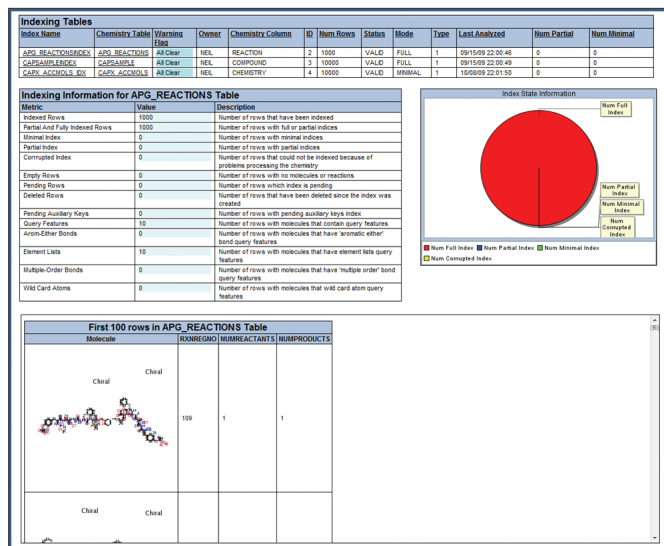 Indexing Tables
Index Name Chemistry Table Warning Flag Owner Chemistry Column ID Num Rows Status Mode Type Last Analyzed Num Partial Num Minimal
APG_REACTIONSINDEX APG_REACTIONS All Clear NEIL REACTION 2 1000 VALID FULL 1 09/15/09 22:00:46 0 0
CAPSAMPLEINDEX CAPSAMPLE All Clear NEIL COMPOUND 3 10000 VALID FULL 1 09/15/09 22:00:49 0 0
CAPX_ACCMOLS_IDX CAPX_ACCMOLS All Clear NEIL CHEMISTRY 4 10000 VALID MINIMAL 1 10/08/09 22:01:50 0 0
Indexing Information for APG_REACTIONS Table
Metric Value Description
Indexed Rows 1000 Number of rows that have been indexed
Partial And Fully Indexed Rows 1000 Number of rows with full or partial indices
Minimal Index 0 Number of rows with minimal indices
Partial Index 0 Number of rows with partial indices
Corrrupted Index 0 Number of rows that could not be indexed because of
problems processing the chemistry
Empty Rows 0 Number of rows with no molecules or reactions
Pending Rows 0 Number of rows which index is pending
Deleted Rows 0 Number of rows that have been deleted since the index was
created
Pending Auxiliary Keys 0 Number of rows with pending auxiliary keys index
Query Features 10 Number of rows with molecules that contain query features
Arom-Either Bonds 0 Number of rows with molecules that have 'aromatic either'
bond query features
Element Lists 10 Number of rows with molecules that have element lists query
features
Multiple-Order Bonds 0 Number of rows with molecules that have 'multiple order' bond
query features
Wild Card Atoms 0 Number of rows with molecules that wild card atom query
features
Index State Information
Num Full
Index
Num Partial
Index
Num Minimal
Index
Num
Corrupted
Index
Num Full Index Num Partial Index Num Minimal Index
Num Corrupted Index
First 100 rows in APG_REACTIONS Table
Molecule RXNREGNO NUMREACTANTS NUMPRODUCTS
Chiral
Chiral
109 1 1
Chiral Chiral